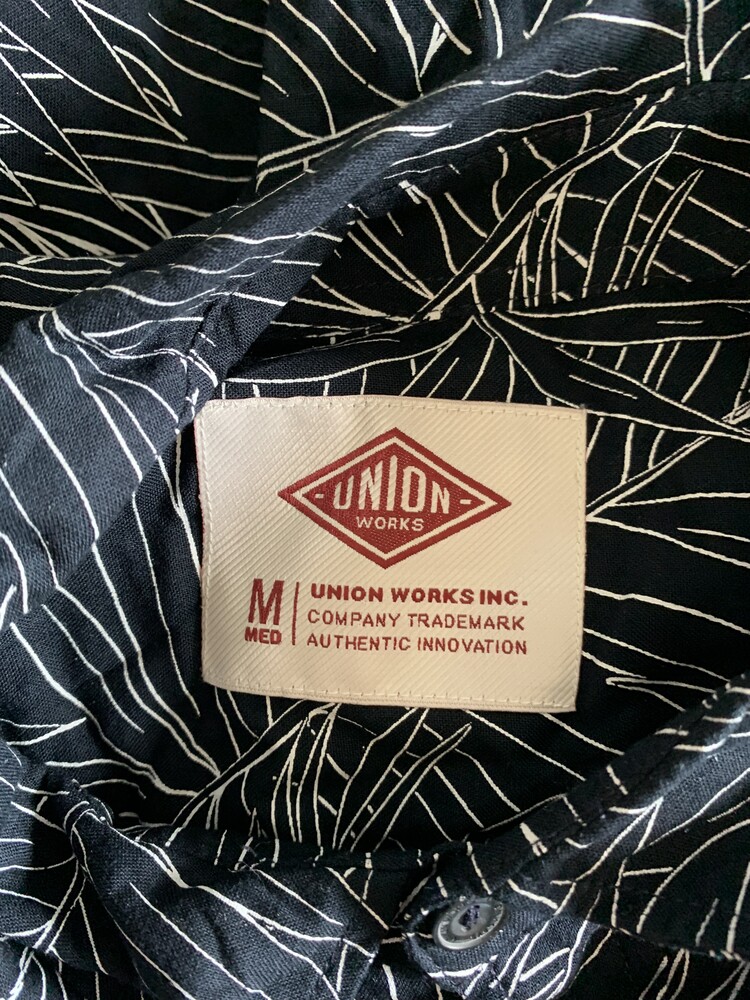 -UNION-
WORKS
M
MED
UNION WORKS INC.
COMPANY TRADEMARK
AUTHENTIC INNOVATION